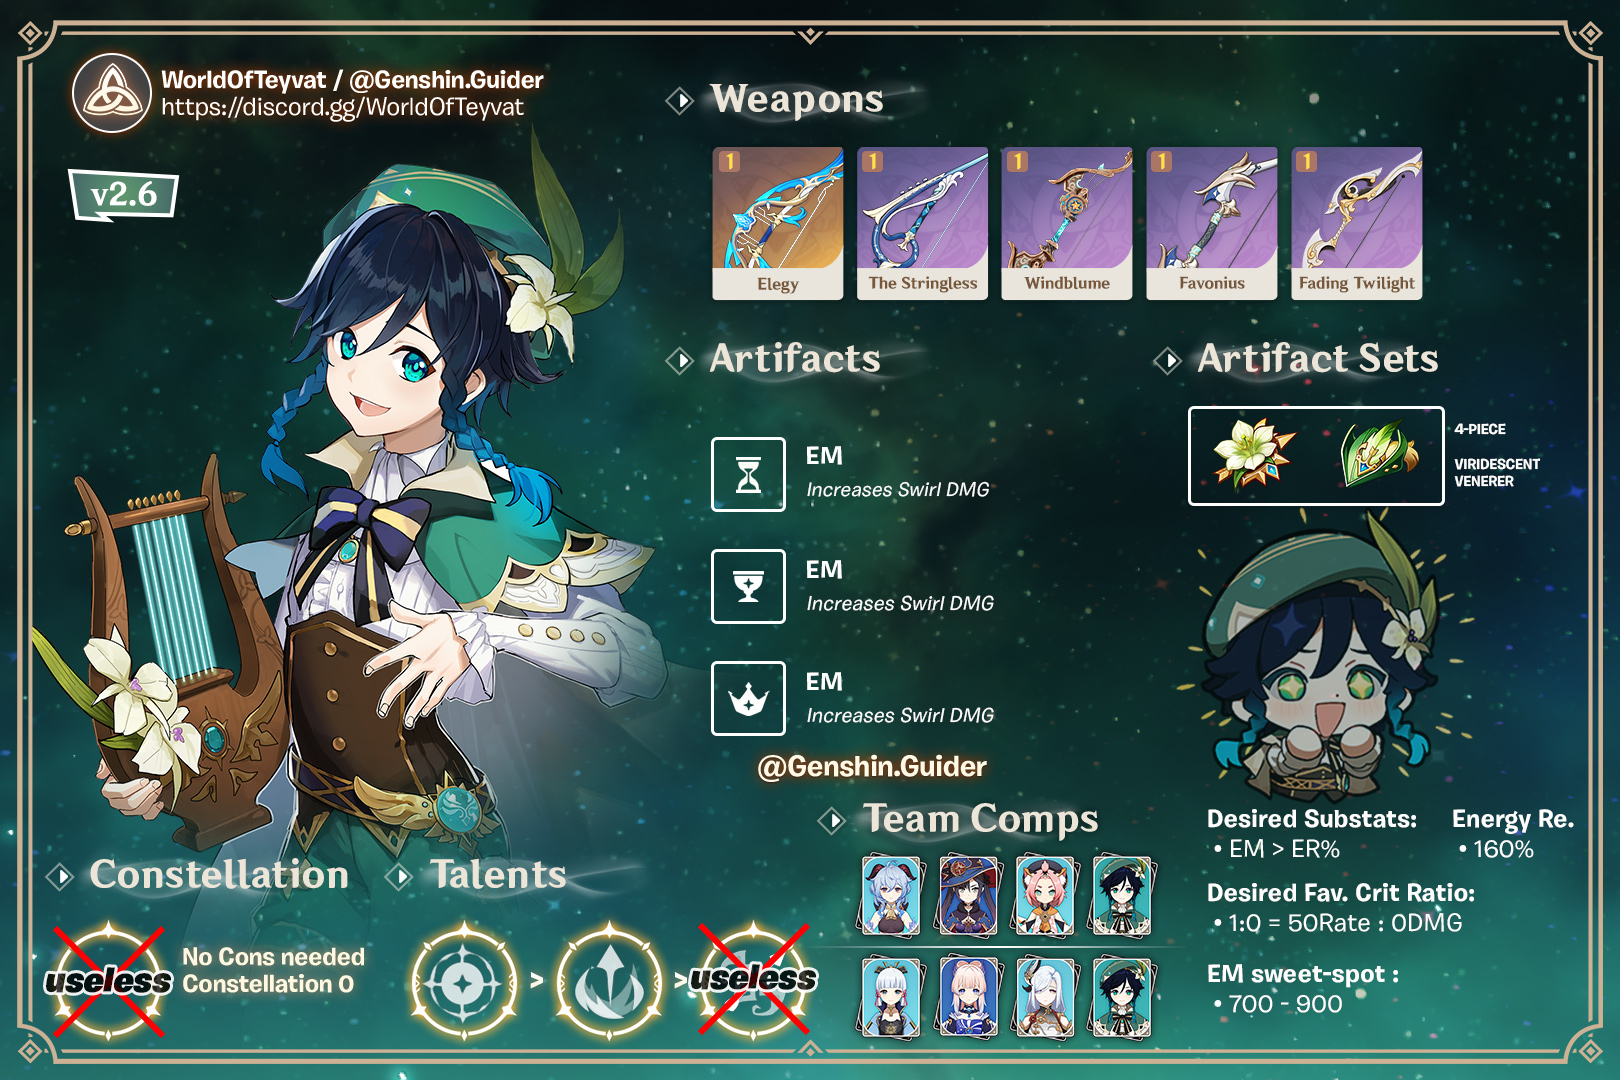 WorldOfTeyvat / @Genshin.Guider
https://discord.gg/WorldOfTeyvat
v2.6
Weapons
1 1 1 1 1
Elegy The Stringless Windblume Favonius Fading Twilight
Artifacts
EM
Increases Swirl DMG
EM
Increases Swirl DMG
EM
Increases Swirl DMG
@Genshin.Guider
Artifact Sets
4-PIECE
VIRIDESCENT
VENERER
Constellation
useless
No Cons needed
Constellation 0
Talents
> > useless
Team Comps
Desired Substats:
• EM > ER%
Energy Re.
• 160%
Desired Fav. Crit Ratio:
• 1:0 = 50Rate : 0DMG
EM sweet-spot :
• 700 - 900